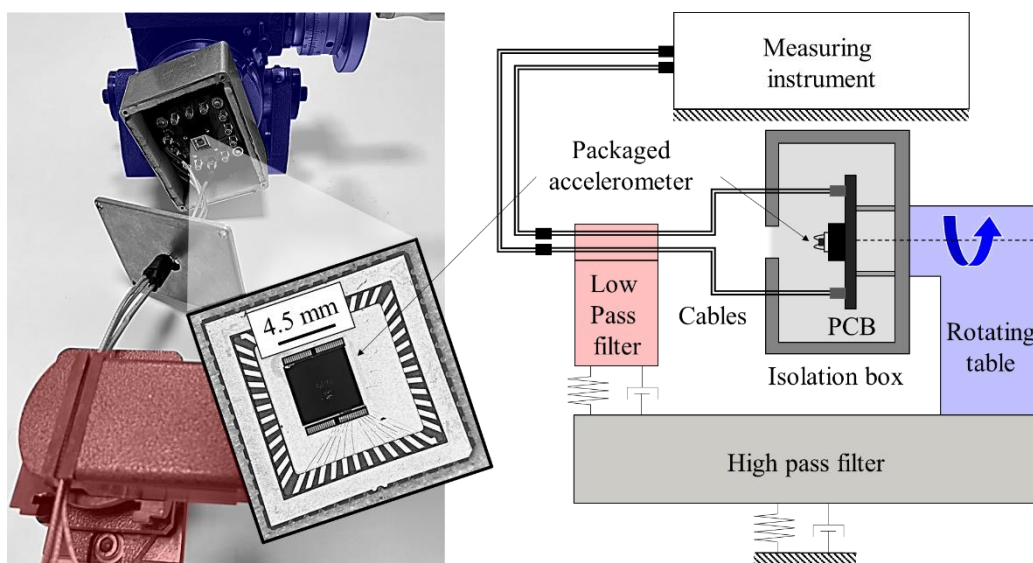 Measuring
instrument
Packaged
accelerometer
4.5 mm
Low
Pass
filter
Cables
PCB
Isolation box
Rotating
table
High pass filter